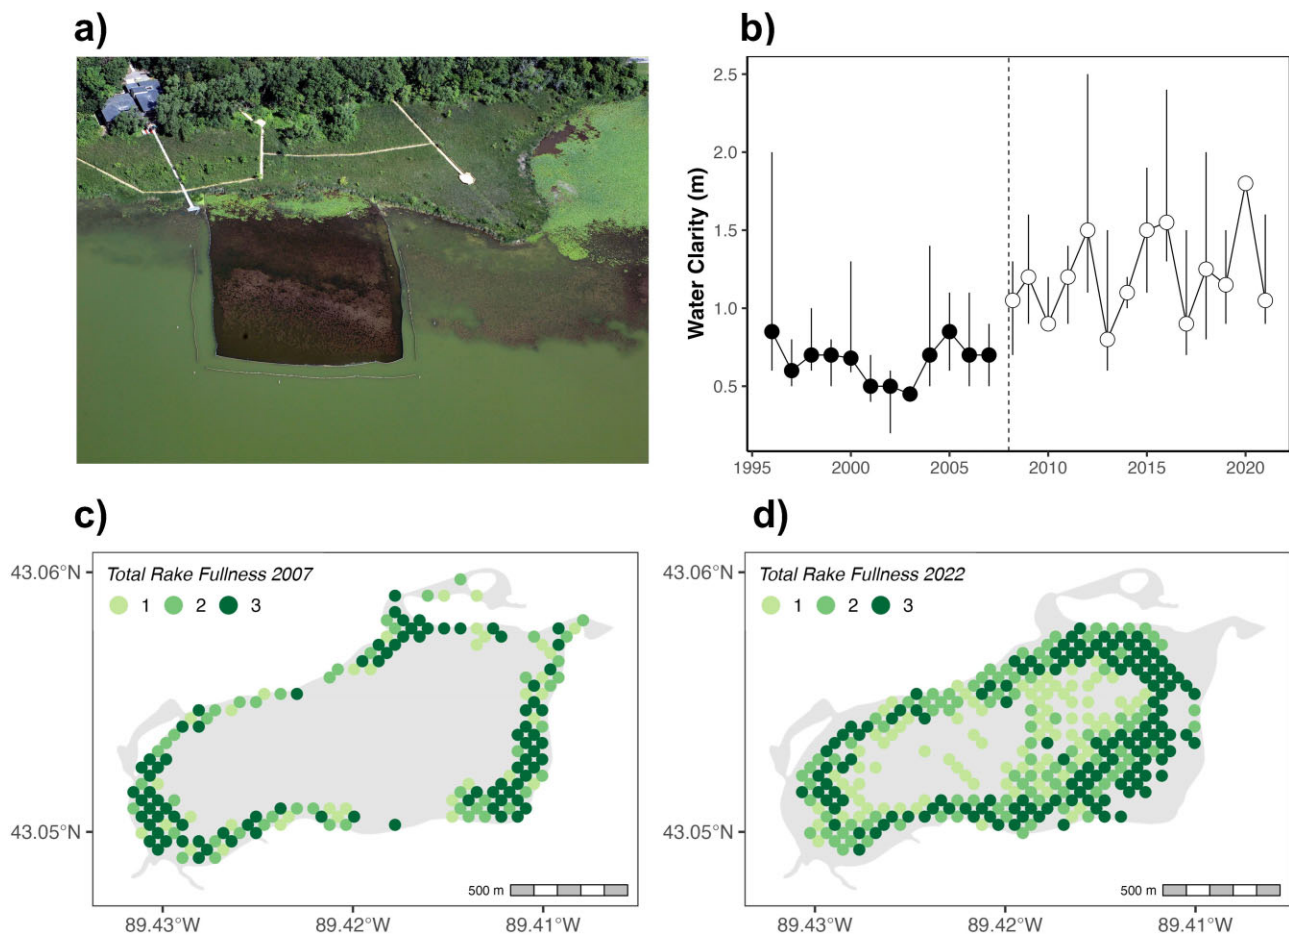 a)
b)
Water Clarity (m)
2.5
2.0
1.5
1.0
0.5
1995 2000 2005 2010 2015 2020
c)
Total Rake Fullness 2007
1 2 3
43.06°N
43.05°N
500 m
89.43°W 89.42°W 89.41°W
d)
Total Rake Fullness 2022
1 2 3
43.06°N
43.05°N
500 m
89.43°W 89.42°W 89.41°W